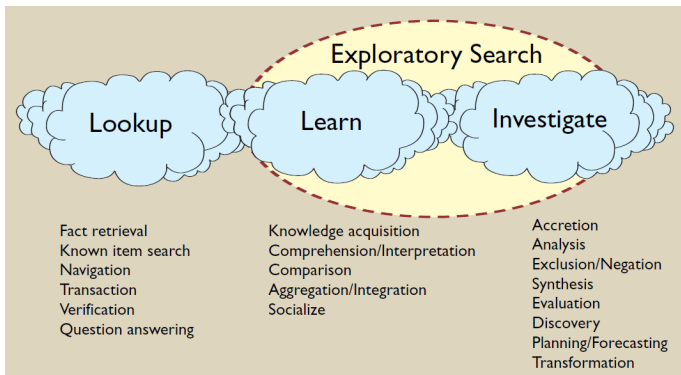 Exploratory Search
Lookup
Learn
Investigate
Fact retrieval
Known item search
Navigation
Transaction
Verification
Question answering
Knowledge acquisition
Comprehension/Interpretation
Comparison
Aggregation/Integration
Socialize
Accretion
Analysis
Exclusion/Negation
Synthesis
Evaluation
Discovery
Planning/Forecasting
Transformation